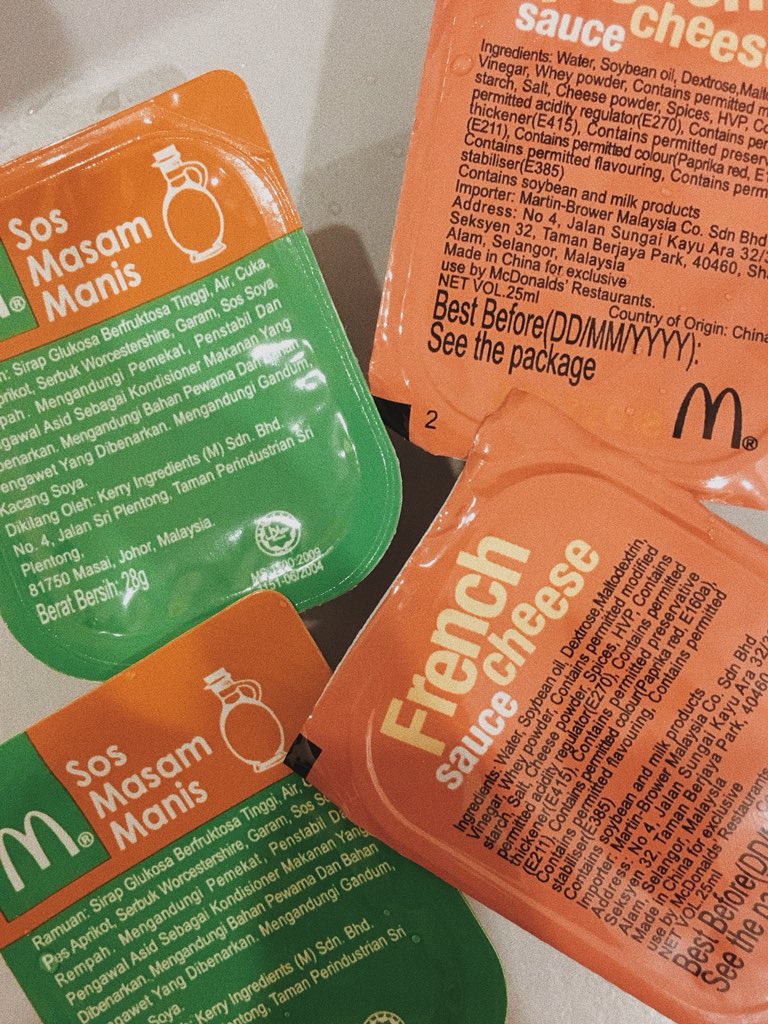 Sos
Masam
Manis
Sirap Glukosa Berfruktosa Tinggi, Air, Cuka,
Aprikot, Serbuk Worcestershire, Garam, Sos Soya,
Mengandungi Pemekat, Penstabil Dan
Asid Sebagai Kondisioner Makanan Yang
Mengandungi Bahan Pewarna Dan
Yang Dibenarkan. Mengandungi Gandum,
Kacang Soya.
Dikilang Oleh: Kerry Ingredients (M) Sdn. Bhd.
No. 4, Jalan Sri Plentong, Taman Perindustrian Sri
Plentong,
81750 Masai, Johor, Malaysia.
Berat Bersih: 28g
sauce cheese
Ingredients: Water, Soybean oil, Dextrose,
Vinegar, Whey powder, Contains permitted
starch, Salt, Cheese powder, Spices, HVP,
permitted acidity regulator(E270), Contains
thickener(E415), Contains permitted
(E211), Contains permitted colour(Paprika red,
Contains permitted flavouring, Contains
stabiliser(E385)
Contains soybean and milk products
Importer: Martin-Brower Malaysia Co. Sdn Bhd
Address: No 4, Jalan Sungai Kayu Ara 32/
Seksyen 32, Taman Berjaya Park, 40460,
Alam, Selangor, Malaysia
Made in China for exclusive
use by McDonalds' Restaurants.
NET VOL.25ml
Country of Origin: China
Best Before(DD/MM/YYYY):
See the package
2
M®
M®
Sos
Masam
Manis
Ramuan: Sirap Glukosa Berfruktosa Tinggi, Air,
Pes Aprikot, Serbuk Worcestershire, Garam, Sos
Rempah. Mengandungi Pemekat, Penstabil Dan
Pengawal Asid Sebagai Kondisioner Makanan Yang
Dibenarkan. Mengandungi Bahan Pewarna Dan Bahan
Pengawet Yang Dibenarkan. Mengandungi Gandum,
Soya.
Oleh: Kerry Ingredients (M) Sdn. Bhd.
Jalan Sri Plentong, Taman Perindustrian Sri
French
sauce cheese
Ingredients: Water, Soybean oil, Dextrose,Maltodextrin,
Vinegar, Whey powder, Contains permitted modified
starch, Salt, Cheese powder, Spices, HVP, Contains
permitted acidity regulator(E270), Contains permitted
thickener(E415), Contains permitted preservative
(E211), Contains permitted colour(Paprika red, E160a),
Contains permitted flavouring, Contains permitted
stabiliser(E385)
Contains soybean and milk products
Importer: Martin-Brower Malaysia Co. Sdn Bhd
Address: No 4, Jalan Sungai Kayu Ara 32/
Seksyen 32, Taman Berjaya Park, 40460,
Alam, Selangor, Malaysia
Made in China for exclusive
use by McDonalds' Restaurants
NET VOL.25ml
Best Before(DD/
See the